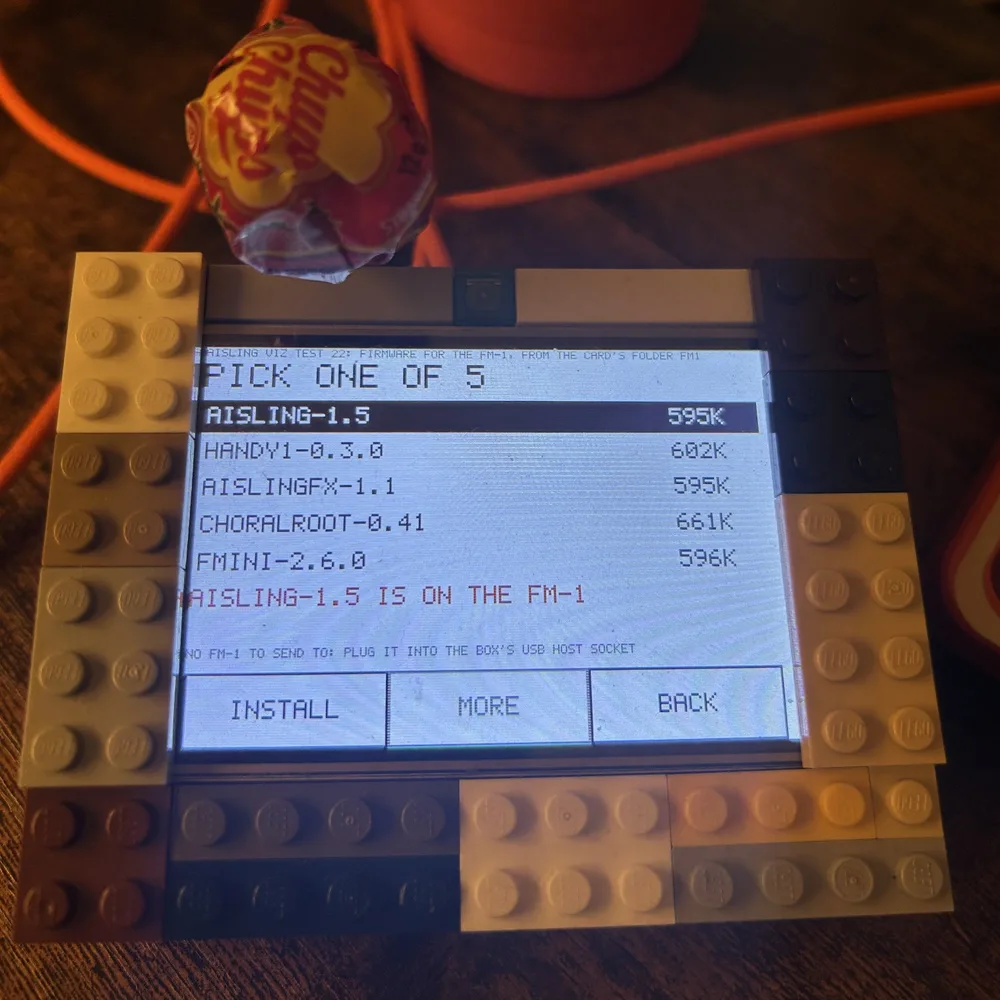 Chupa
Chups
AISLING VIZ TEST 22: FIRMWARE FOR THE FM-1, FROM THE CARD'S FOLDER FM1
PICK ONE OF 5
AISLING-1.5 595K
HANDY1-0.3.0 602K
AISLINGFX-1.1 595K
CHORALROOT-0.41 661K
FMINI-2.6.0 596K
AISLING-1.5 IS ON THE FM-1
NO FM-1 TO SEND TO: PLUG IT INTO THE BOX'S USB HOST SOCKET
INSTALL MORE BACK